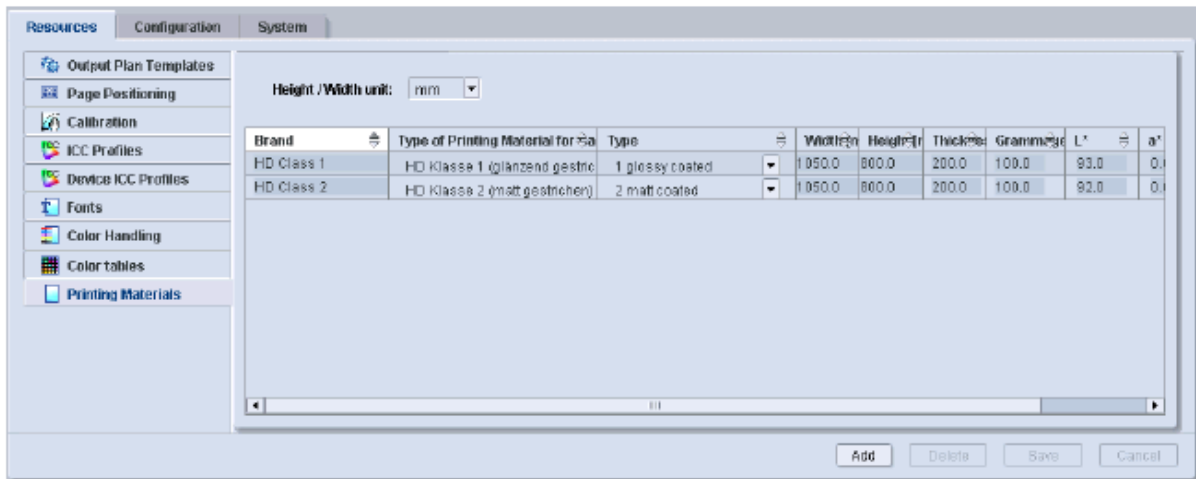 Resources Configuration System
Output Plan Templates
Page Positioning
Calibration
ICC Profiles
Device ICC Profiles
Fonts
Color Handling
Color tables
Printing Materials
Height / Width unit: mm
Brand Type of Printing Material for Sa Type L* a*
HD Class 1 HD Klasse 1 (glänzend gestric 1 glossy coated 1050.0 800.0 200.0 100.0 93.0 0.
HD Class 2 HD Klasse 2 (matt gestrichen) 2 matt coated 1050.0 800.0 200.0 100.0 92.0 0.
Add Delete Save Cancel